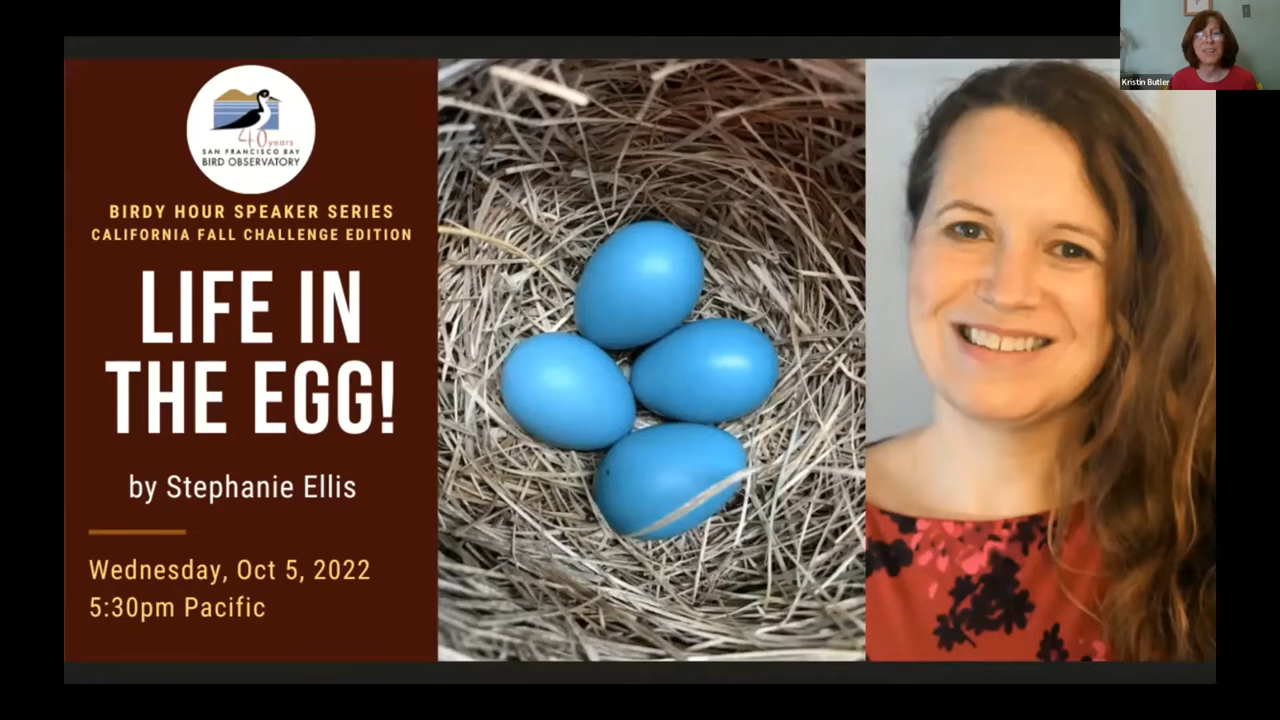 40 years
SAN FRANCISCO BAY
BIRD OBSERVATORY
BIRDY HOUR SPEAKER SERIES
CALIFORNIA FALL CHALLENGE EDITION
LIFE IN
THE EGG!
by Stephanie Ellis
Wednesday, Oct 5, 2022
5:30pm Pacific
Kristin Butler